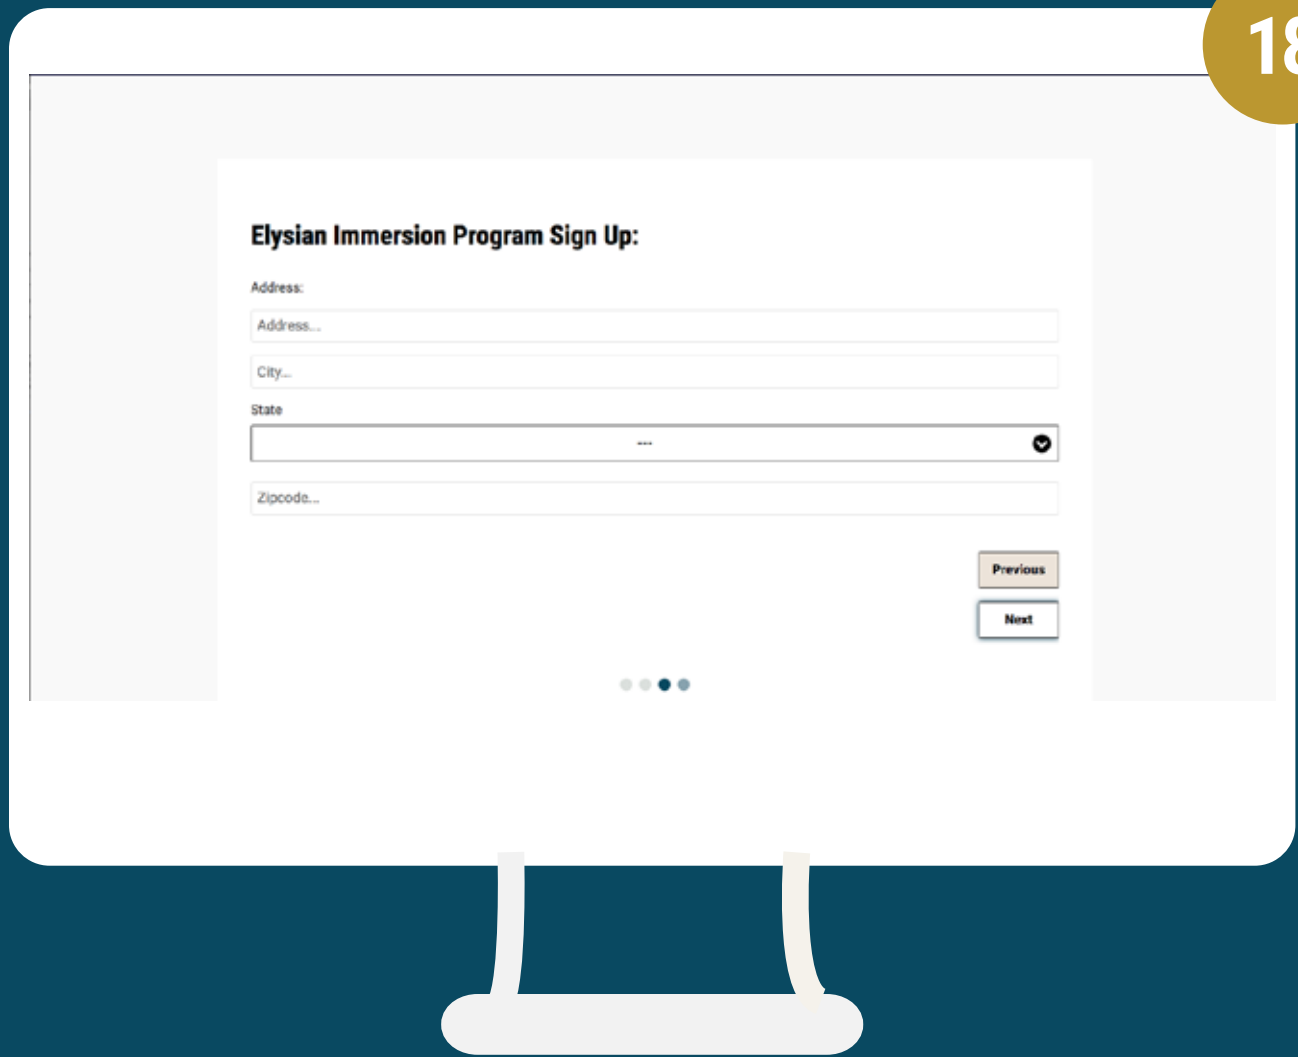 18
Elysian Immersion Program Sign Up:
Address:
Address...
City...
State
---
Zipcode...
Previous
Next